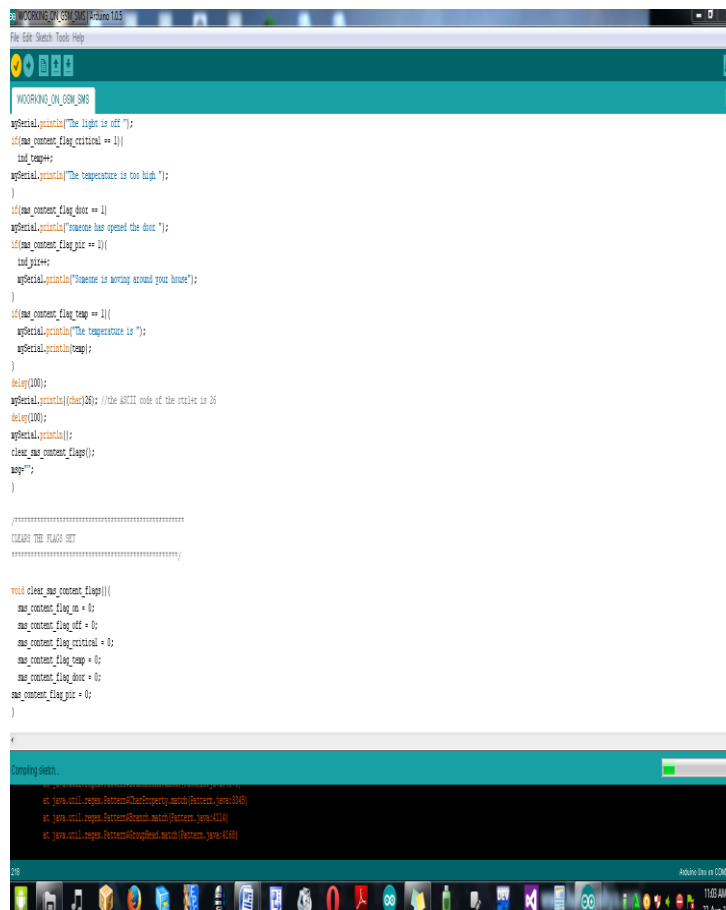 WOORKING_ON_GSM_SMS | Arduino 1.0.5
File Edit Sketch Tools Help
WOORKING_ON_GSM_SMS
mySerial.println("The light is off ");
if(sms_content_flag_critical == 1){
ind_temp++;
mySerial.println("The temperature is too high ");
}
if(sms_content_flag_door == 1)
mySerial.println("someone has opened the door ");
if(sms_content_flag_pir == 1){
ind_pir++;
mySerial.println("Someone is moving around your house");
}
if(sms_content_flag_temp == 1){
mySerial.println("The temperature is ");
mySerial.println(temp);
}
delay(100);
mySerial.println((char)26); //the ASCII code of the ctrl+z is 26
delay(100);
mySerial.println();
clear_sms_content_flags();
msg="";
}
CLEARS THE FLAGS SET
void clear_sms_content_flags(){
sms_content_flag_on = 0;
sms_content_flag_off = 0;
sms_content_flag_critical = 0;
sms_content_flag_temp = 0;
sms_content_flag_door = 0;
sms_content_flag_pir = 0;
}
Compiling sketch...
at java.util.regex.Pattern$CharProperty.match(Pattern.java:3345)
at java.util.regex.Pattern$Branch.match(Pattern.java:4114)
at java.util.regex.Pattern$GroupHead.match(Pattern.java:4168)
218
Arduino Uno on COM
11:03 AM